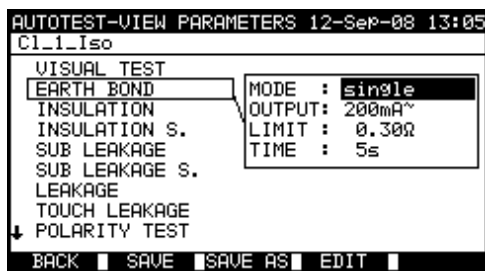 AUTOTEST-VIEW PARAMETERS 12-Sep-08 13:05
Cl_1_Iso
VISUAL TEST
EARTH BOND
INSULATION
INSULATION S.
SUB LEAKAGE
SUB LEAKAGE S.
LEAKAGE
TOUCH LEAKAGE
↓ POLARITY TEST
MODE : single
OUTPUT: 200mA~
LIMIT : 0.30Ω
TIME : 5s
BACK SAVE SAVE AS EDIT